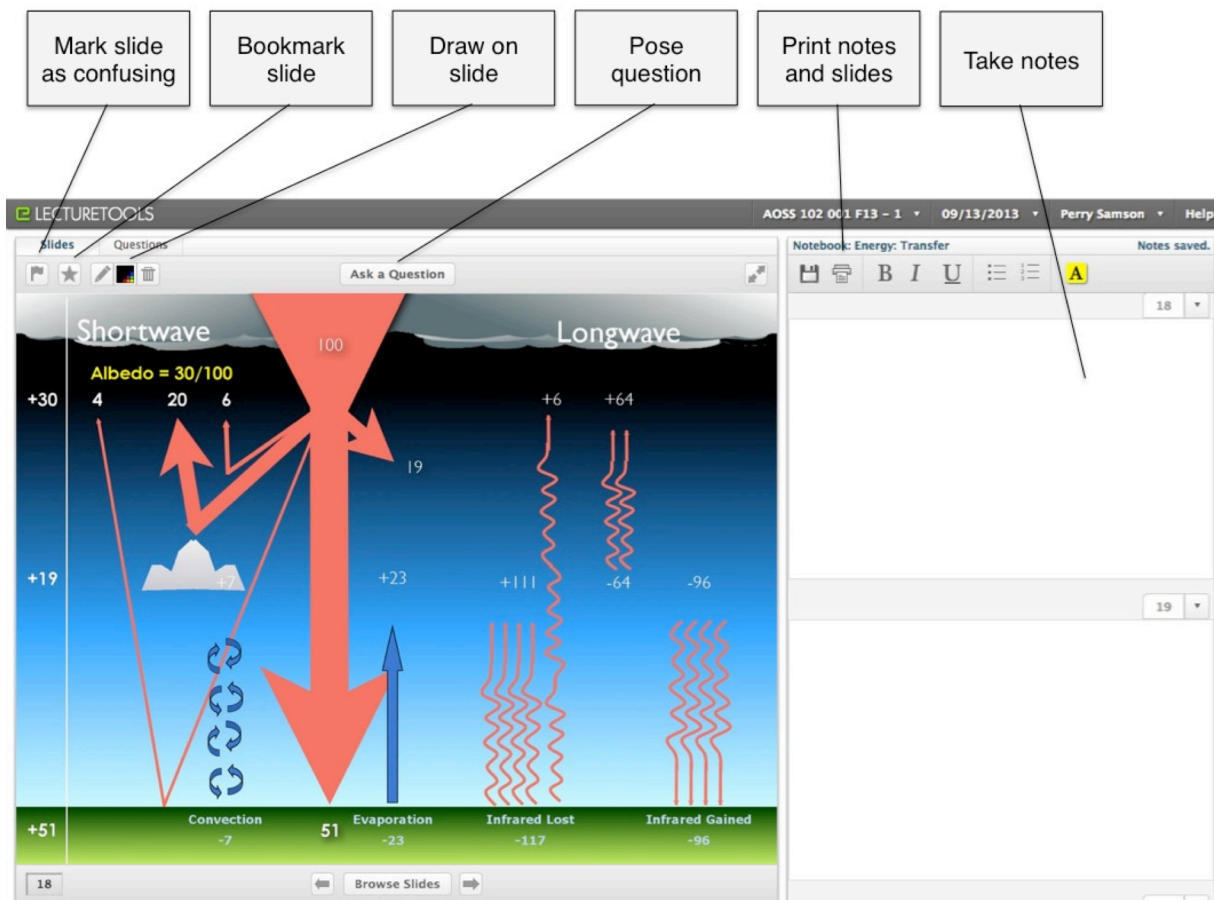 Mark slide
as confusing
Bookmark
slide
Draw on
slide
Pose
question
Print notes
and slides
Take notes
LECTURETOOLS
AOSS 102 001 F13 – 1
09/13/2013
Perry Samson
Help
Slides
Questions
Notebook: Energy: Transfer
Notes saved.
Ask a Question
B I U
A
18
Shortwave
100
Longwave
Albedo = 30/100
+30 4 20 6 +6 +64
19
+19 +7 +23 +111 -64 -96
19
Convection 51 Evaporation Infrared Lost Infrared Gained
+51 -7 -23 -117 -96
18
Browse Slides